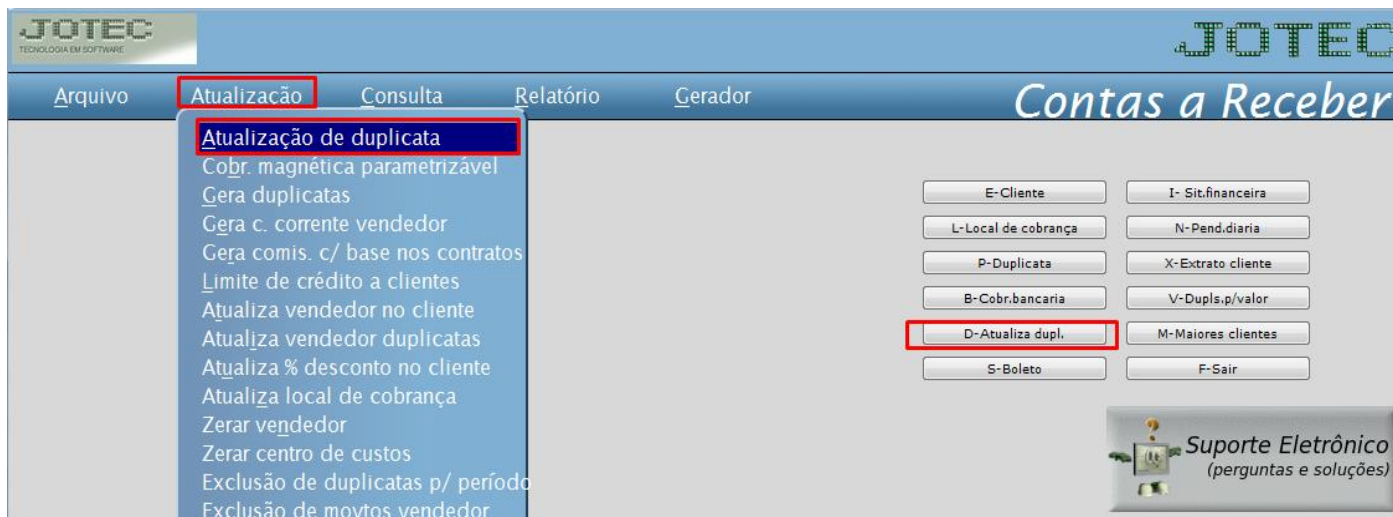 JOTEC
TECNOLOGIA EM SOFTWARE
JOTEC
Arquivo Atualização Consulta Relatório Gerador
Contas a Receber
Atualização de duplicata
Cobr. magnética parametrizável
Gera duplicatas
Gera c. corrente vendedor
Gera comis. c/ base nos contratos
Limite de crédito a clientes
Atualiza vendedor no cliente
Atualiza vendedor duplicatas
Atualiza % desconto no cliente
Atualiza local de cobrança
Zerar vendedor
Zerar centro de custos
Exclusão de duplicatas p/ período
Exclusão de movtos vendedor
E-Cliente I- Sit.financeira
L-Local de cobrança N-Pend.diaria
P-Duplicata X-Extrato cliente
B-Cobr.bancaria V-Dupls.p/valor
D-Atualiza dupl. M-Maiores clientes
S-Boleto F-Sair
Suporte Eletrônico
(perguntas e soluções)